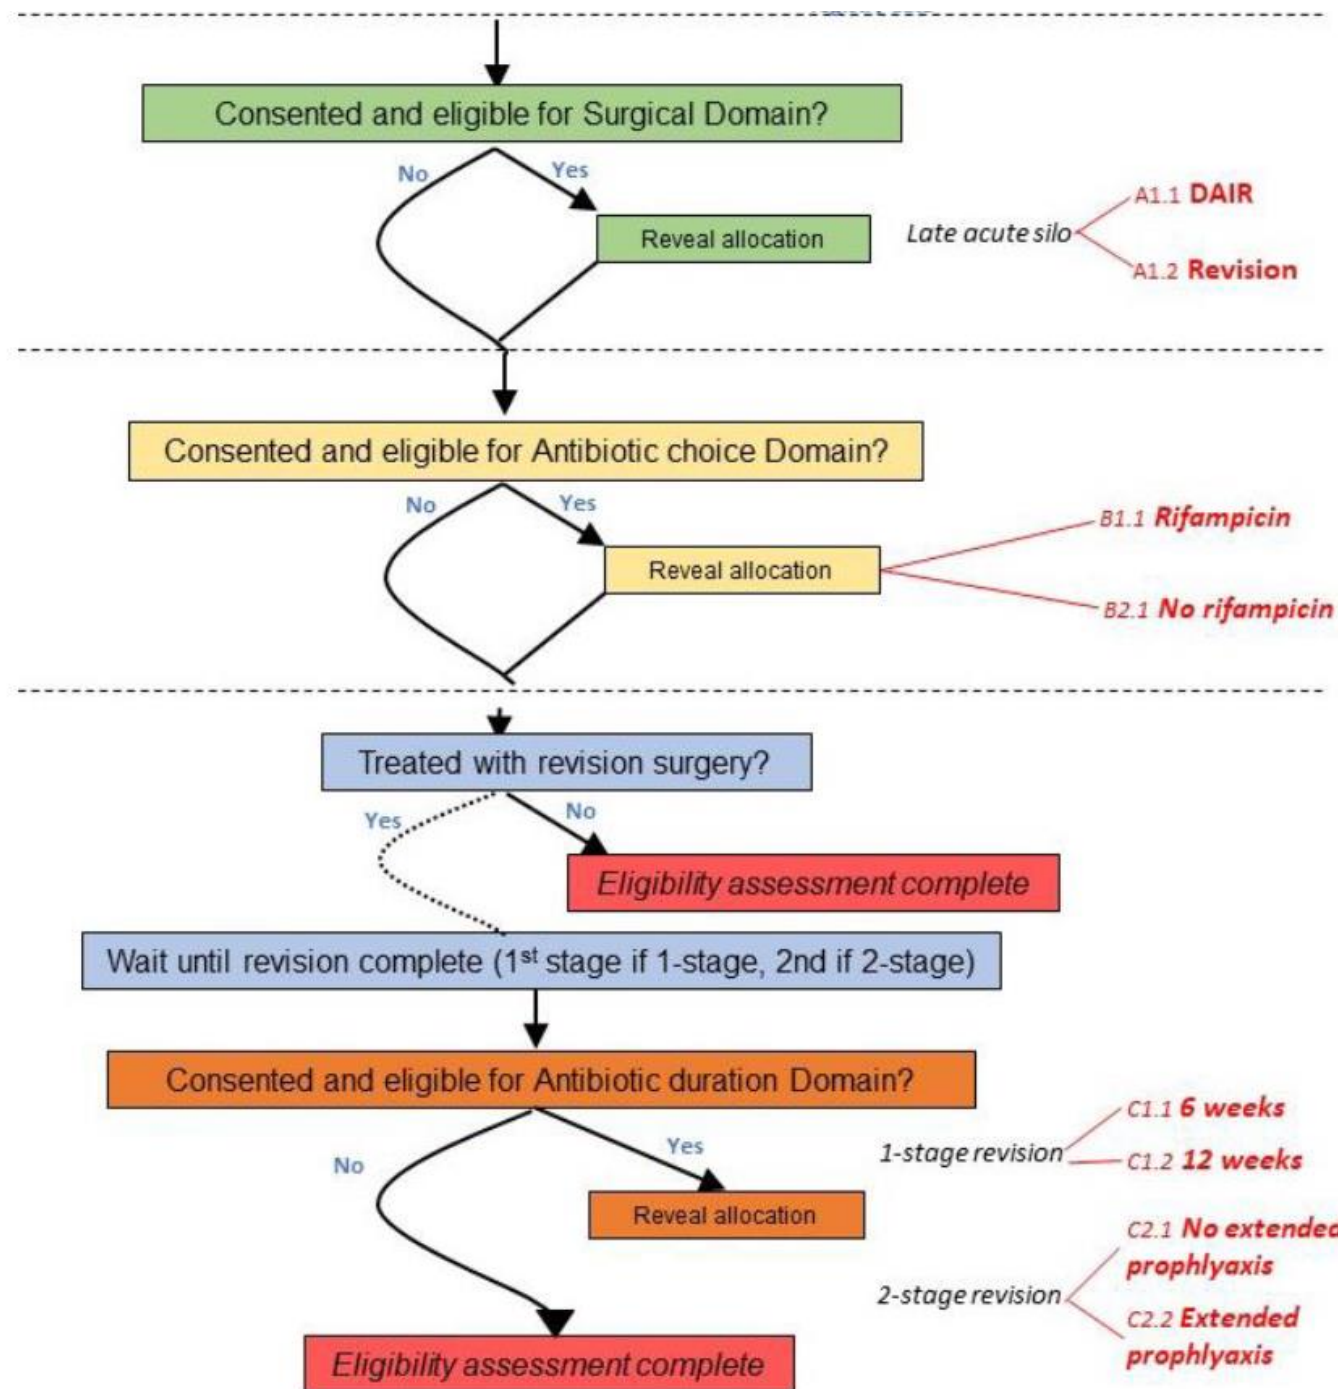 Consented and eligible for Surgical Domain?
No
Yes
Reveal allocation
Late acute silo
A1.1 DAIR
A1.2 Revision
Consented and eligible for Antibiotic choice Domain?
No
Yes
Reveal allocation
B1.1 Rifampicin
B2.1 No rifampicin
Treated with revision surgery?
Yes
No
Eligibility assessment complete
Wait until revision complete (1st stage if 1-stage, 2nd if 2-stage)
Consented and eligible for Antibiotic duration Domain?
No
Yes
Reveal allocation
1-stage revision
C1.1 6 weeks
C1.2 12 weeks
2-stage revision
C2.1 No extended
prophlyaxis
C2.2 Extended
prophlyaxis
Eligibility assessment complete